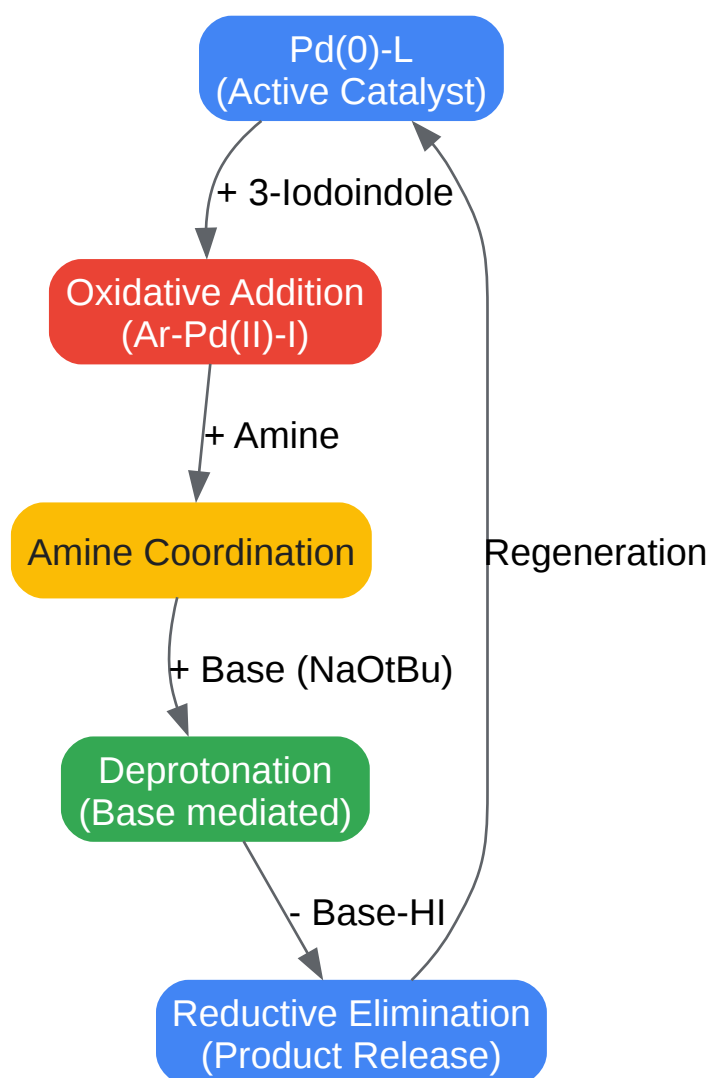 Pd(0)-L
(Active Catalyst)
+ 3-Iodoindole
Oxidative Addition
(Ar-Pd(II)-I)
+ Amine
Amine Coordination
Regeneration
+ Base (NaOtBu)
Deprotonation
(Base mediated)
- Base-HI
Reductive Elimination
(Product Release)